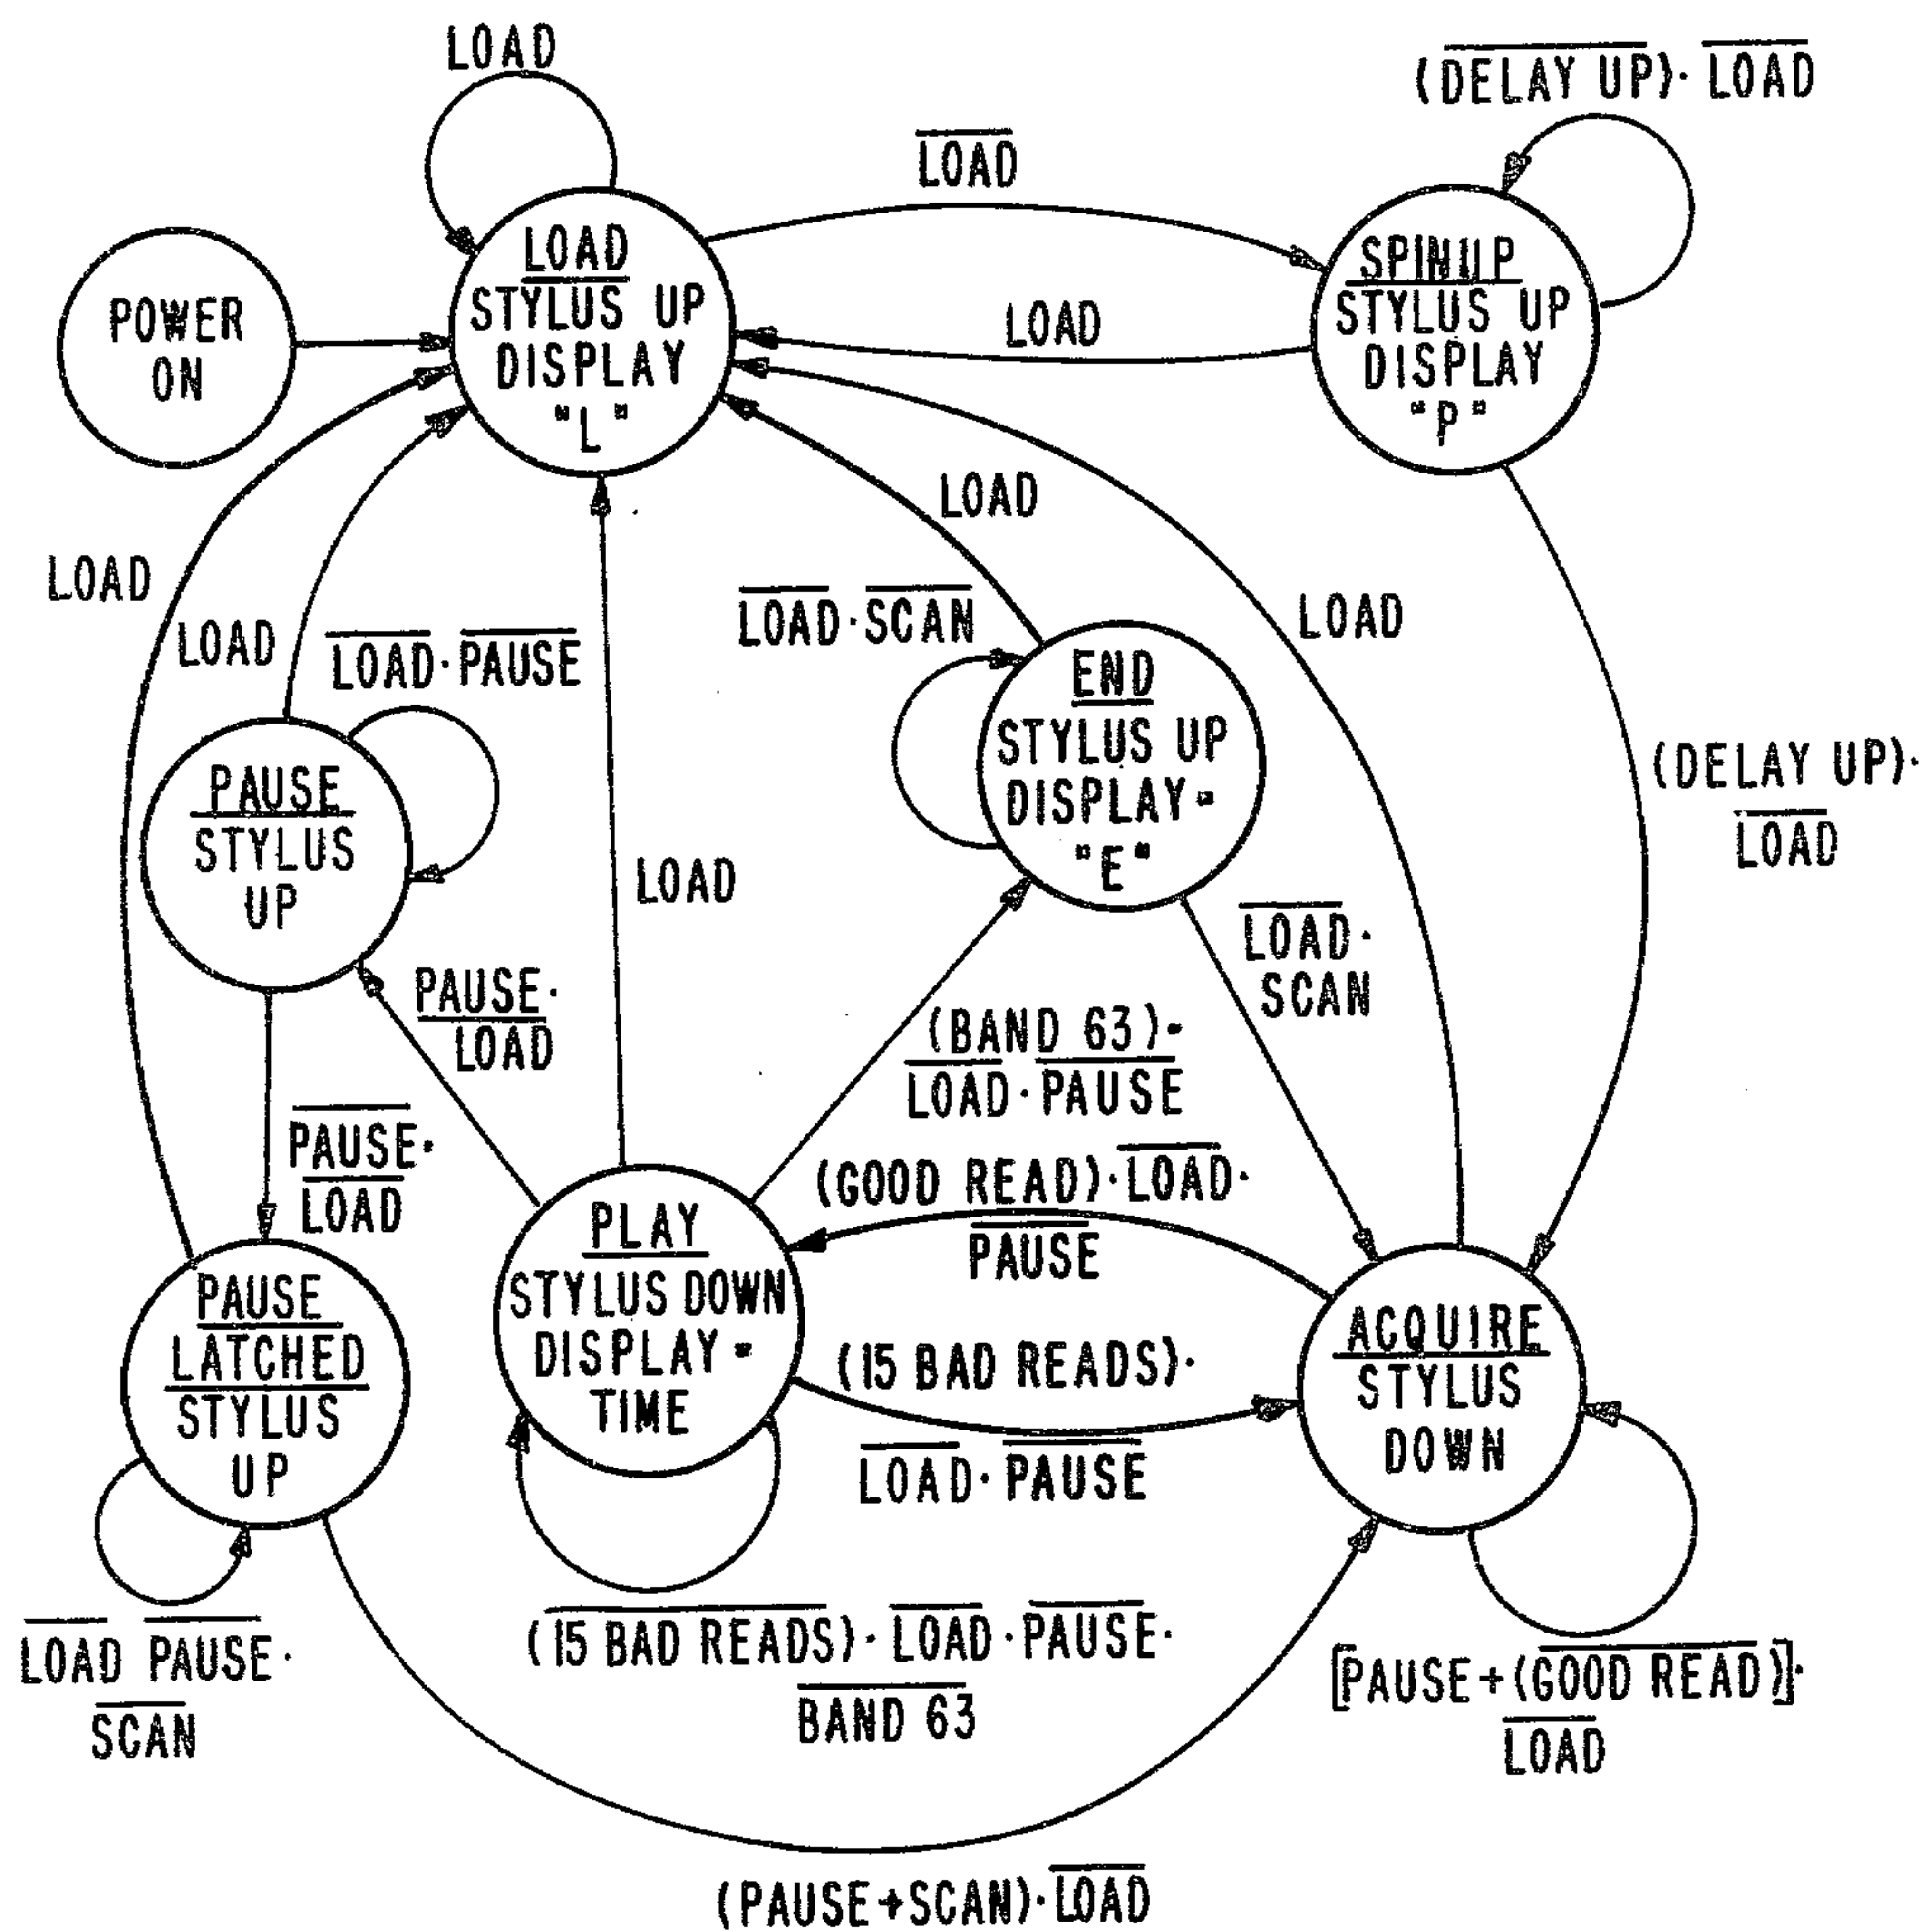 LOAD
(DELAY UP)· LOAD
LOAD
LOAD
STYLUS UP
DISPLAY
"L"
SPINUP
STYLUS UP
DISPLAY
"P"
POWER
ON
LOAD
LOAD
LOAD
LOAD
LOAD·PAUSE
LOAD·SCAN
LOAD
END
STYLUS UP
DISPLAY=
"E"
PAUSE
STYLUS
UP
LOAD
(DELAY UP)·
LOAD
LOAD·
SCAN
PAUSE·
LOAD
(BAND 63)·
LOAD·PAUSE
PAUSE·
LOAD
(GOOD READ)·LOAD·
PAUSE
PLAY
STYLUS DOWN
DISPLAY=
TIME
PAUSE
LATCHED
STYLUS
UP
(15 BAD READS)·
LOAD·PAUSE
ACQUIRE
STYLUS
DOWN
LOAD PAUSE·
SCAN
(15 BAD READS)·LOAD·PAUSE·
BAND 63
[PAUSE+(GOOD READ)]·
LOAD
(PAUSE+SCAN)·LOAD